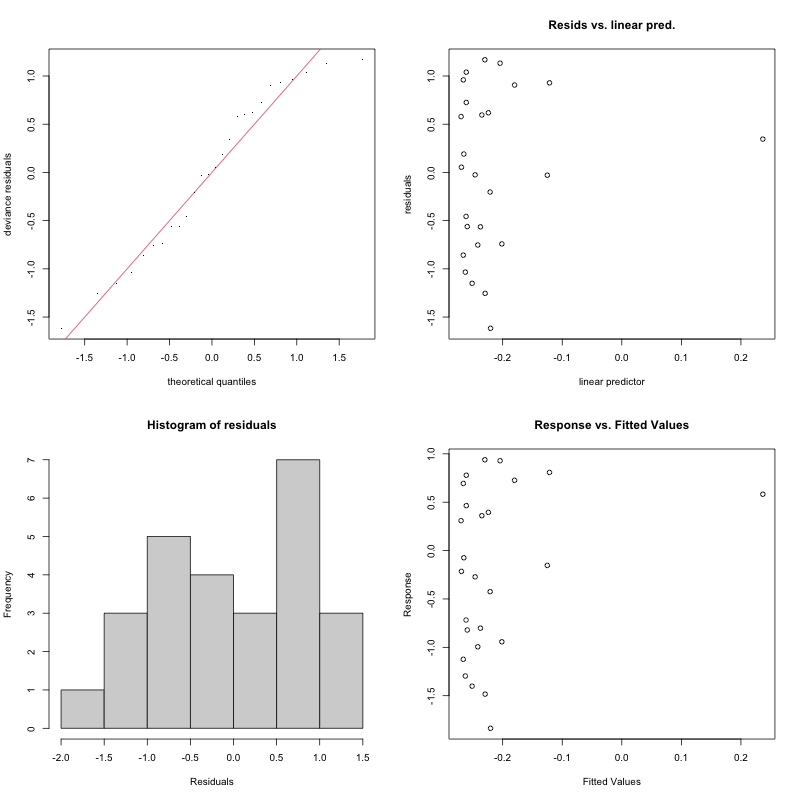 deviance residuals
1.0
0.5
0.0
-0.5
-1.0
-1.5
-1.5 -1.0 -0.5 0.0 0.5 1.0 1.5
theoretical quantiles
Resids vs. linear pred.
residuals
1.0
0.5
0.0
-0.5
-1.0
-1.5
-0.2 -0.1 0.0 0.1 0.2
linear predictor
Histogram of residuals
Frequency
7
6
5
4
3
2
1
0
-2.0 -1.5 -1.0 -0.5 0.0 0.5 1.0 1.5
Residuals
Response vs. Fitted Values
Response
1.0
0.5
0.0
-0.5
-1.0
-1.5
-0.2 -0.1 0.0 0.1 0.2
Fitted Values